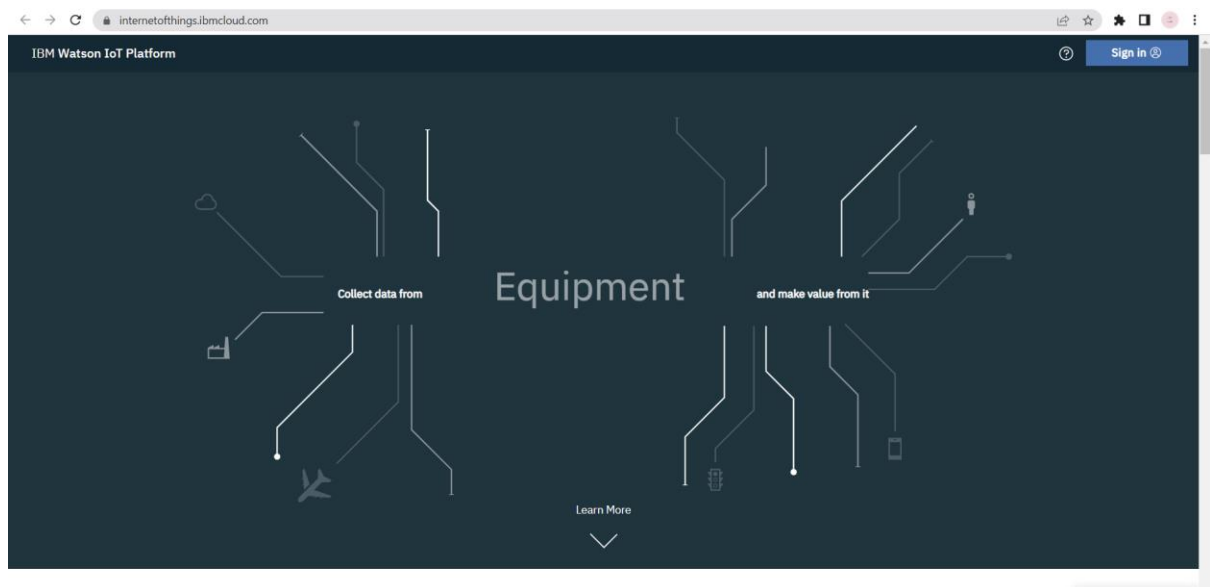 internetofthings.ibmcloud.com
IBM Watson IoT Platform
Sign in
Collect data from
Equipment
and make value from it
Learn More